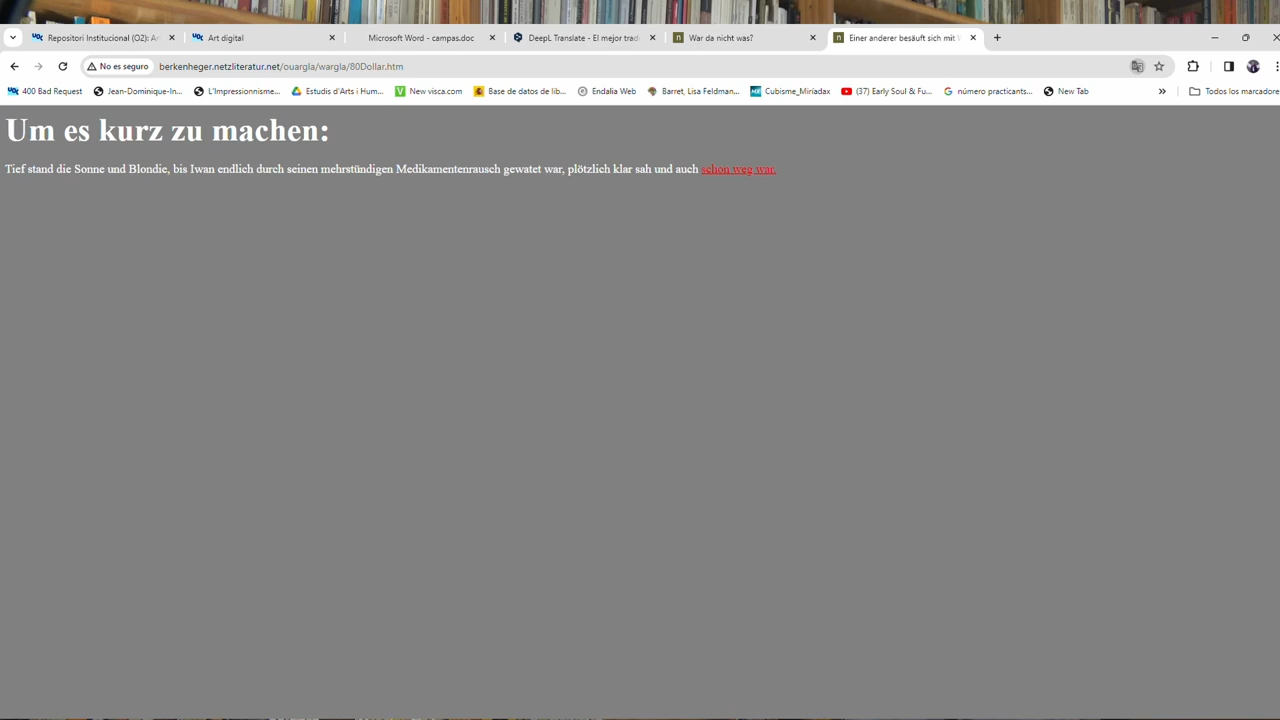 Repositori Institucional (O2): Ar
Art digital
Microsoft Word - campas.doc
DeepL Translate - El mejor tradu
War da nicht was?
Einer anderer besäuft sich mit W
No es seguro
berkenheger.netzliteratur.net/ouargla/wargla/80Dollar.htm
400 Bad Request
Jean-Dominique-In...
L'Impressionnisme...
Estudis d'Arts i Hum...
New visca.com
Base de datos de lib...
Endalia Web
Barret, Lisa Feldman...
Cubisme_Miríadax
(37) Early Soul & Fu...
número practicants...
New Tab
Todos los marcadore
Um es kurz zu machen:
Tief stand die Sonne und Blondie, bis Iwan endlich durch seinen mehrstündigen Medikamentenrausch gewatet war, plötzlich klar sah und auch schon weg war.